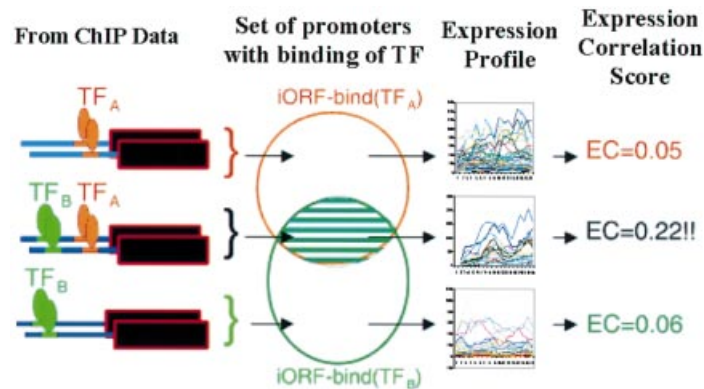 From ChIP Data
Set of promoters
with binding of TF
Expression
Profile
Expression
Correlation
Score
TFA
iORF-bind(TFA)
EC=0.05
TFB
TFA
EC=0.22!!
TFB
EC=0.06
iORF-bind(TFB)